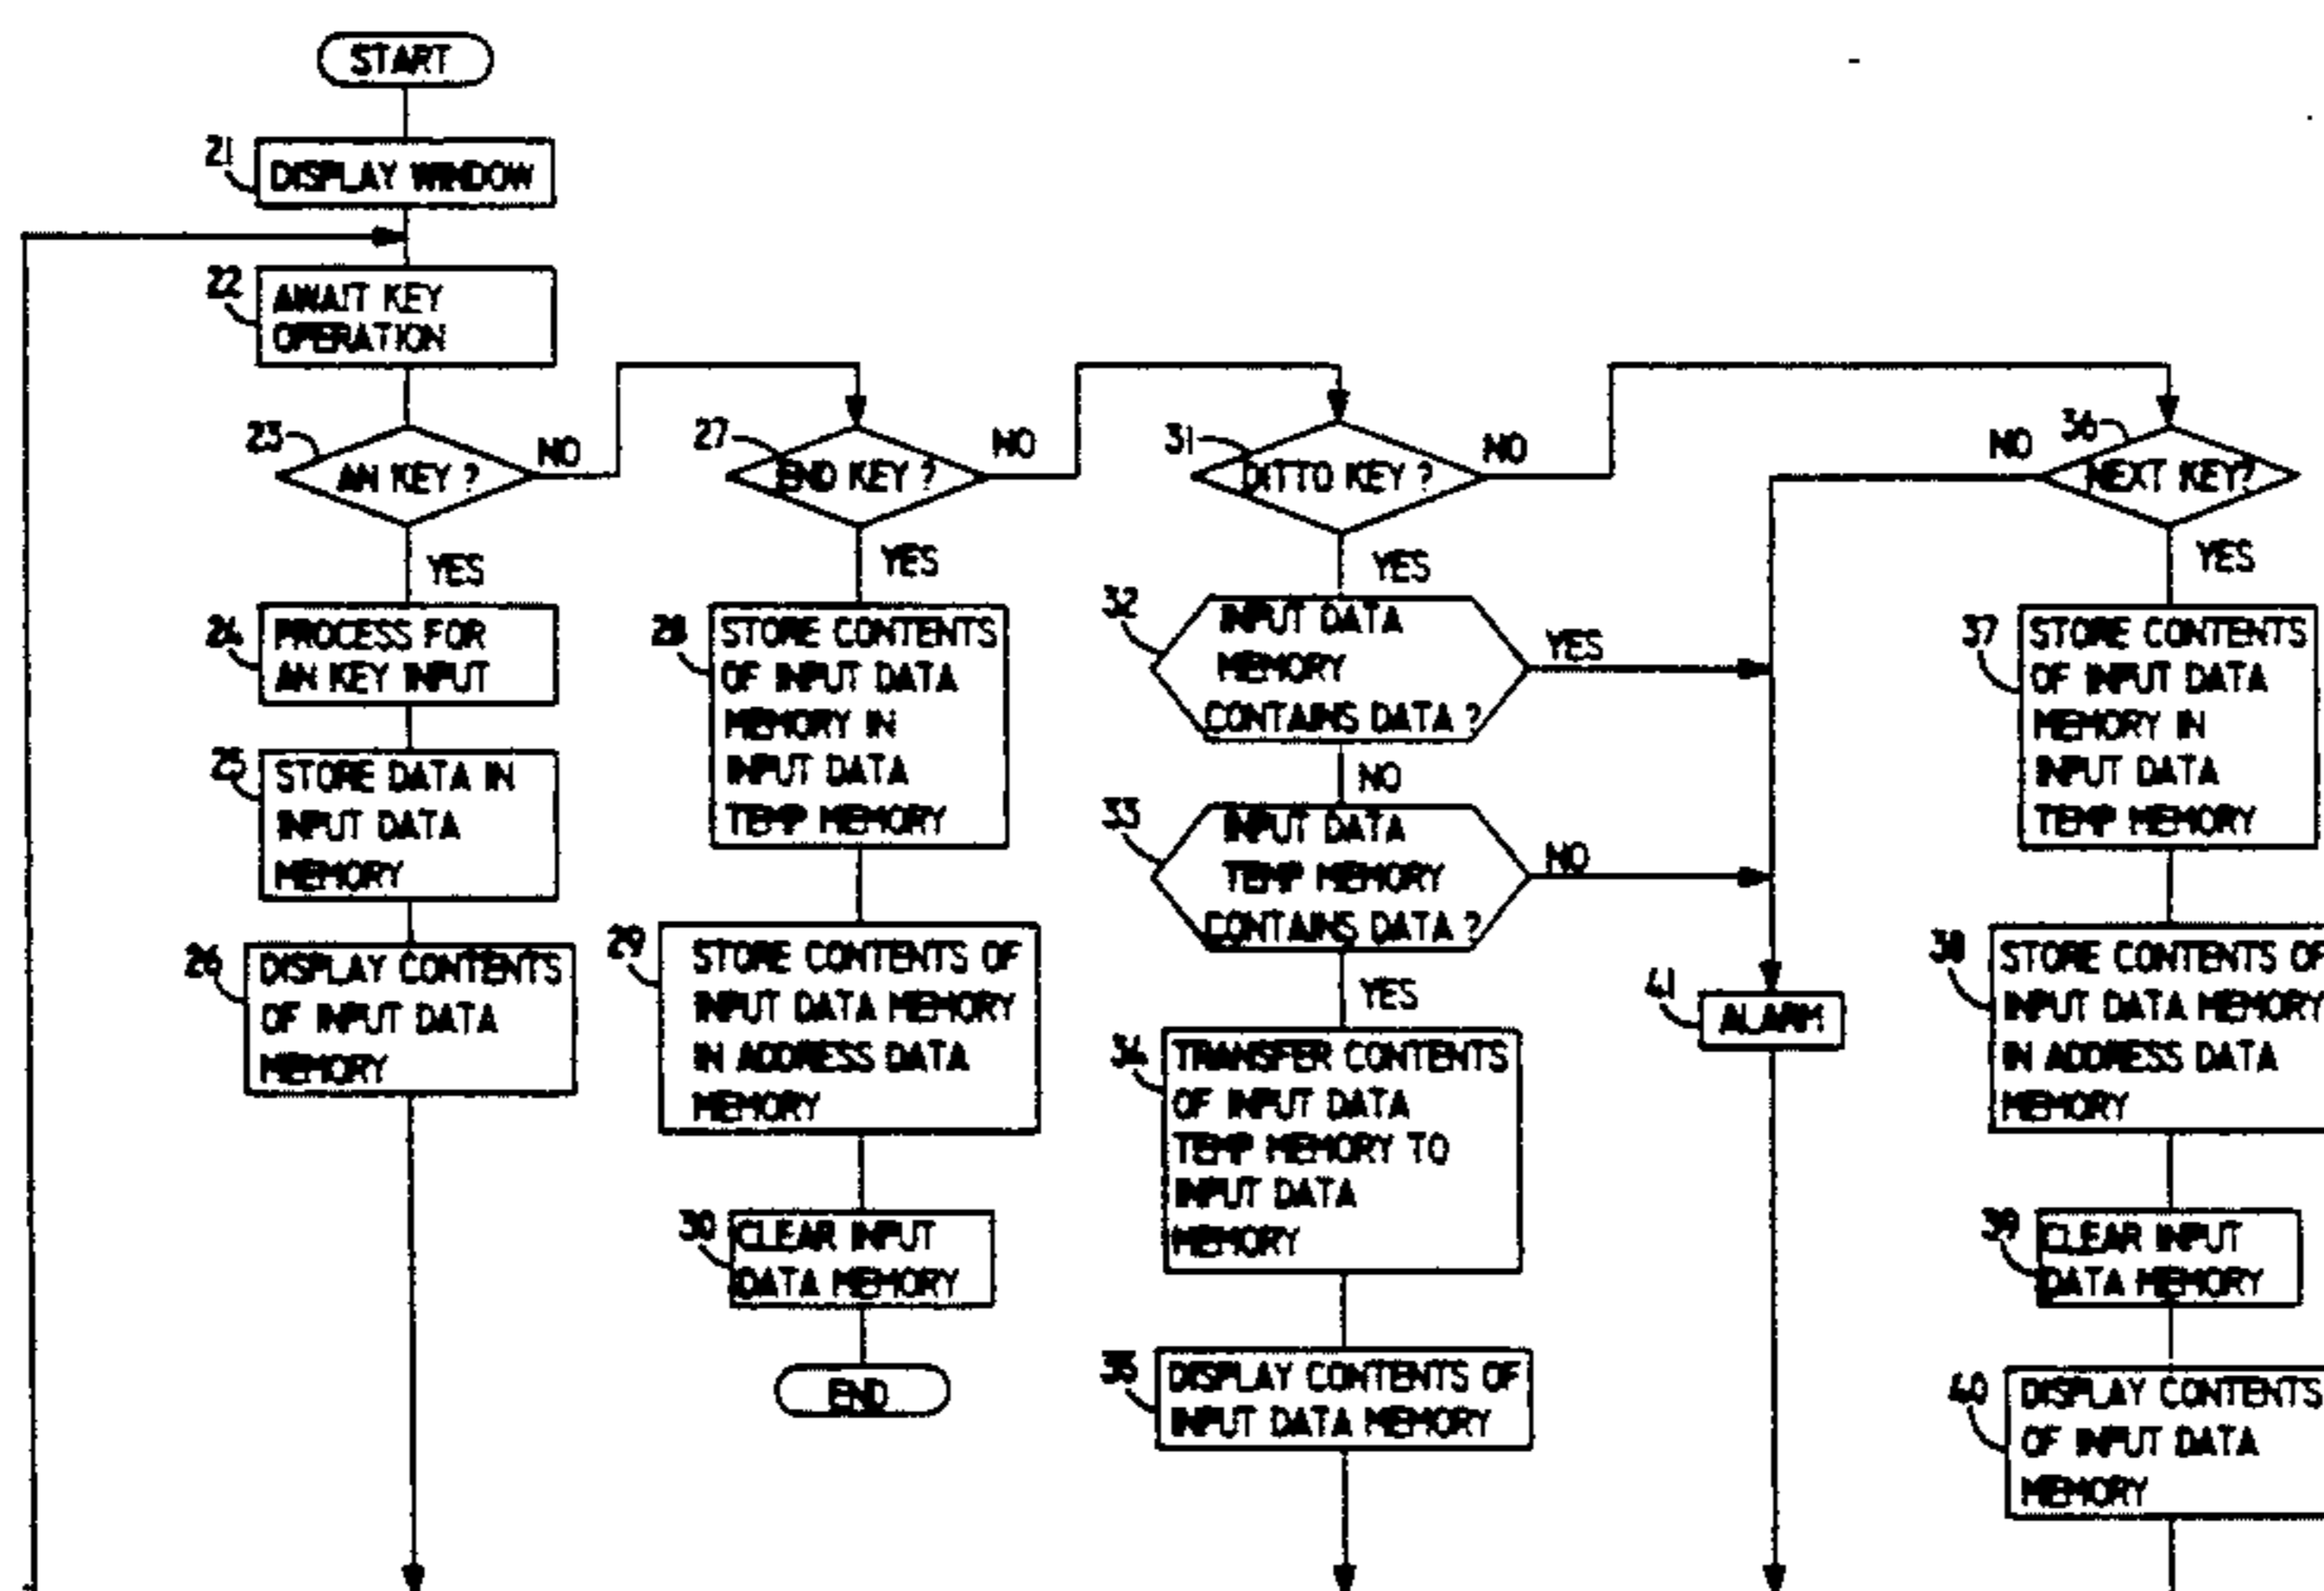 START
21
DISPLAY WINDOW
22
AWAIT KEY
OPERATION
23
AN KEY ?
NO
YES
24
PROCESS FOR
AN KEY INPUT
25
STORE DATA IN
INPUT DATA
MEMORY
26
DISPLAY CONTENTS
OF INPUT DATA
MEMORY
27
END KEY ?
NO
YES
28
STORE CONTENTS
OF INPUT DATA
MEMORY IN
INPUT DATA
TEMP MEMORY
29
STORE CONTENTS OF
INPUT DATA MEMORY
IN ADDRESS DATA
MEMORY
30
CLEAR INPUT
DATA MEMORY
END
31
DITTO KEY ?
NO
YES
32
INPUT DATA
MEMORY
CONTAINS DATA ?
YES
NO
33
INPUT DATA
TEMP MEMORY
CONTAINS DATA ?
NO
YES
34
TRANSFER CONTENTS
OF INPUT DATA
TEMP MEMORY TO
INPUT DATA
MEMORY
35
DISPLAY CONTENTS OF
INPUT DATA MEMORY
41
ALARM
36
NEXT KEY?
NO
YES
37
STORE CONTENTS
OF INPUT DATA
MEMORY IN
INPUT DATA
TEMP MEMORY
38
STORE CONTENTS OF
INPUT DATA MEMORY
IN ADDRESS DATA
MEMORY
39
CLEAR INPUT
DATA MEMORY
40
DISPLAY CONTENTS
OF INPUT DATA
MEMORY